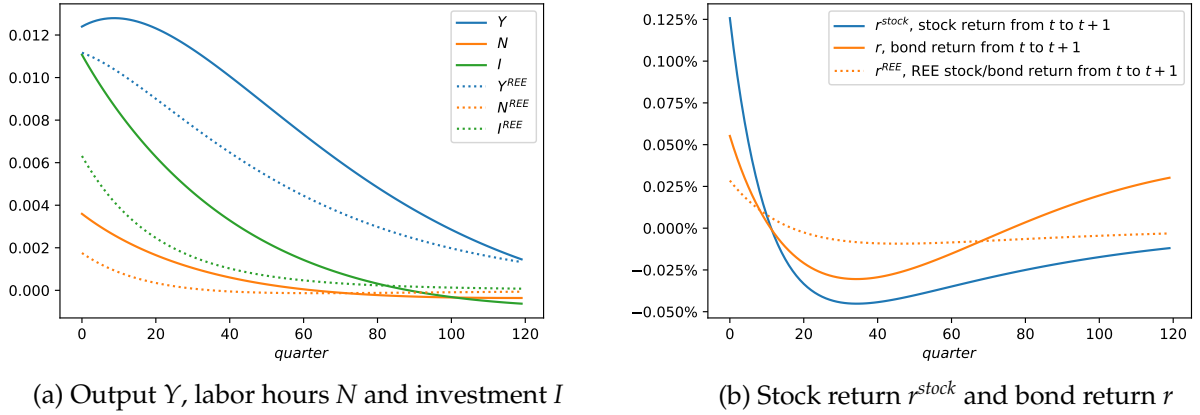 0.012
0.010
0.008
0.006
0.004
0.002
0.000
0 20 40 60 80 100 120
quarter
Y
N
I
Y^{REE}
N^{REE}
I^{REE}
(a) Output Y, labor hours N and investment I
0.125%
0.100%
0.075%
0.050%
0.025%
0.000%
−0.025%
−0.050%
0 20 40 60 80 100 120
quarter
r^{stock}, stock return from t to t + 1
r, bond return from t to t + 1
r^{REE}, REE stock/bond return from t to t + 1
(b) Stock return r^{stock} and bond return r